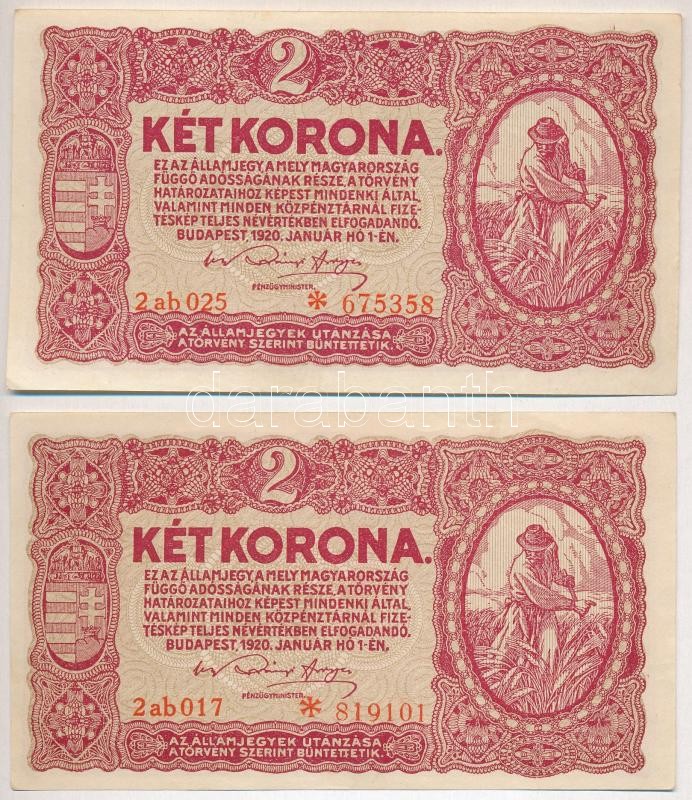 2
KÉT KORONA.
EZ AZ ÁLLAMJEGY, A MELY MAGYARORSZÁG
FÜGGŐ ADÓSSÁGÁNAK RÉSZE, A TÖRVÉNY
HATÁROZATAIHOZ KÉPEST MINDENKI ÁLTAL,
VALAMINT MINDEN KÖZPÉNZTÁRNÁL FIZE-
TÉSKÉP TELJES NÉVÉRTÉKBEN ELFOGADANDÓ.
BUDAPEST, 1920. JANUÁR HÓ 1-ÉN.
PÉNZÜGYMINISTER.
2 ab 025 * 675358
AZ ÁLLAMJEGYEK UTÁNZÁSA
A TÖRVÉNY SZERINT BÜNTETTETIK.
darabanth
2
KÉT KORONA.
EZ AZ ÁLLAMJEGY, A MELY MAGYARORSZÁG
FÜGGŐ ADÓSSÁGÁNAK RÉSZE, A TÖRVÉNY
HATÁROZATAIHOZ KÉPEST MINDENKI ÁLTAL,
VALAMINT MINDEN KÖZPÉNZTÁRNÁL FIZE-
TÉSKÉP TELJES NÉVÉRTÉKBEN ELFOGADANDÓ.
BUDAPEST, 1920. JANUÁR HÓ 1-ÉN.
PÉNZÜGYMINISTER.
2 ab 017 * 819101
AZ ÁLLAMJEGYEK UTÁNZÁSA
A TÖRVÉNY SZERINT BÜNTETTETIK.